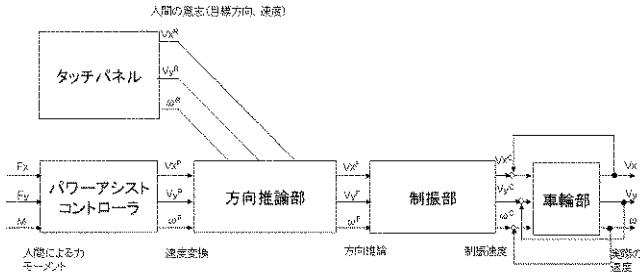 人間の意志(目標方向、速度)
Vx^R
タッチパネル
Vy^R
ω^R
Fx
Fy
M
パワーアシスト
コントローラ
Vx^P
Vy^P
ω^P
方向推論部
Vx^F
Vy^F
ω^F
制振部
Vx^C
Vy^C
ω^C
車輪部
Vx
Vy
ω
人間による力
モーメント
速度変換
方向推論
制振速度
実際の
速度